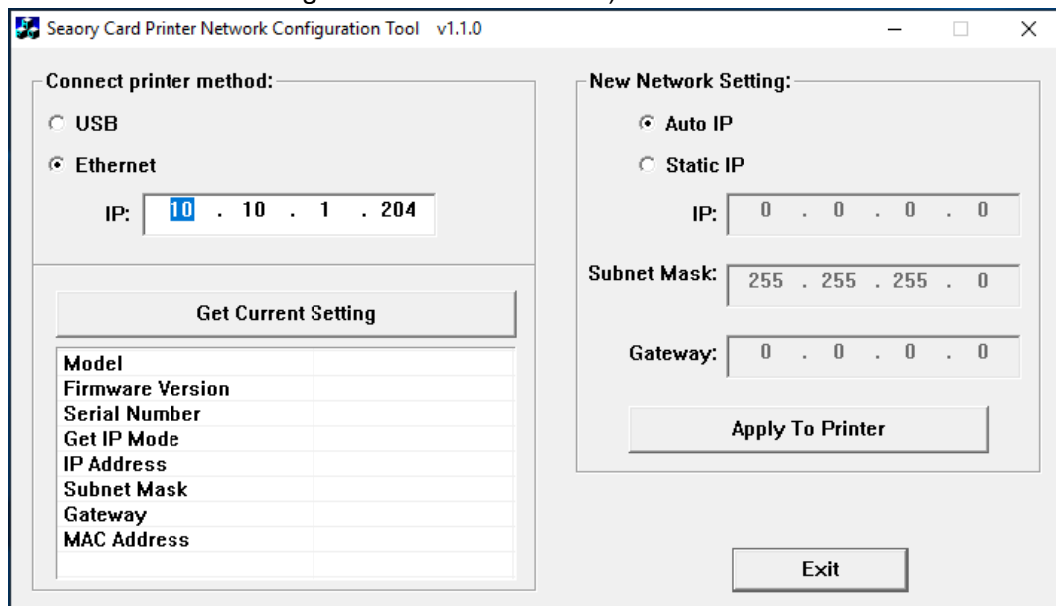 Seaory Card Printer Network Configuration Tool v1.1.0
Connect printer method:
USB
Ethernet
IP: 10 . 10 . 1 . 204
Get Current Setting
Model
Firmware Version
Serial Number
Get IP Mode
IP Address
Subnet Mask
Gateway
MAC Address
New Network Setting:
Auto IP
Static IP
IP: 0 . 0 . 0 . 0
Subnet Mask: 255 . 255 . 255 . 0
Gateway: 0 . 0 . 0 . 0
Apply To Printer
Exit